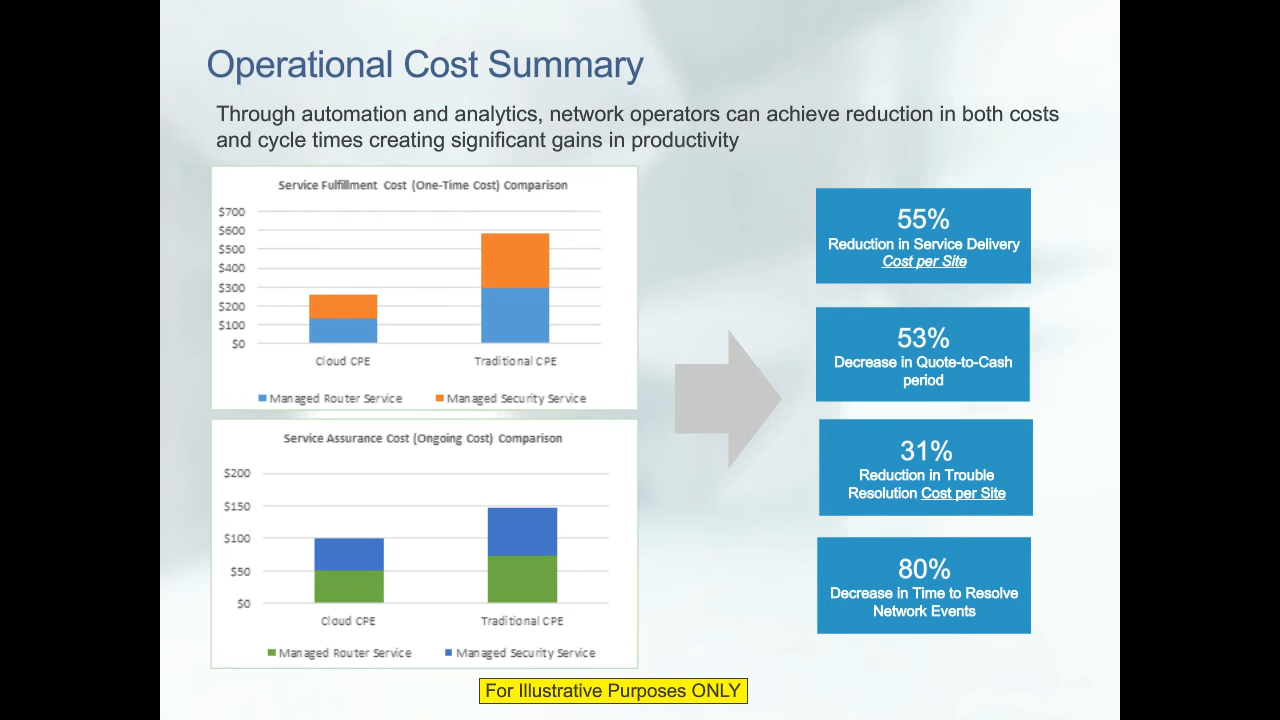 Operational Cost Summary
Through automation and analytics, network operators can achieve reduction in both costs
and cycle times creating significant gains in productivity
Service Fulfillment Cost (One-Time Cost) Comparison
$700
$600
$500
$400
$300
$200
$100
$0
Cloud CPE
Traditional CPE
Managed Router Service
Managed Security Service
Service Assurance Cost (Ongoing Cost) Comparison
$200
$150
$100
$50
$0
Cloud CPE
Traditional CPE
Managed Router Service
Managed Security Service
55%
Reduction in Service Delivery
Cost per Site
53%
Decrease in Quote-to-Cash
period
31%
Reduction in Trouble
Resolution Cost per Site
80%
Decrease in Time to Resolve
Network Events
For Illustrative Purposes ONLY